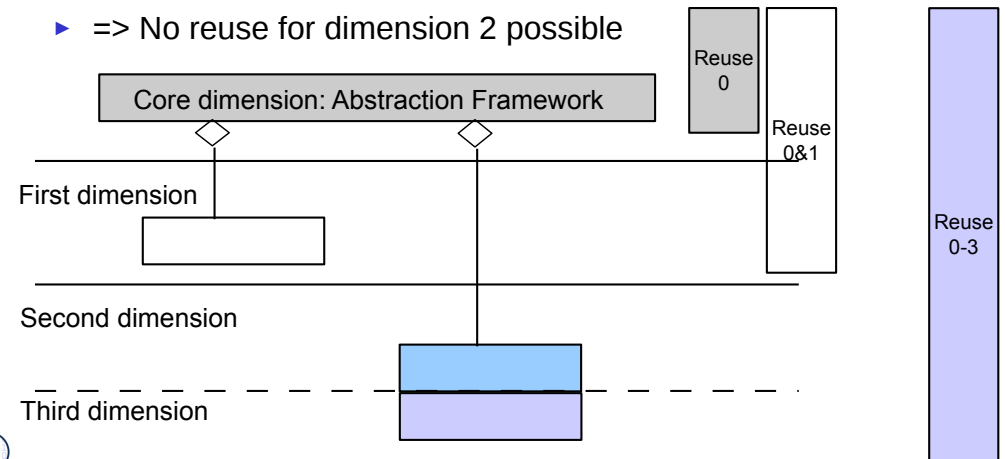 => No reuse for dimension 2 possible
Core dimension: Abstraction Framework
Reuse
0
Reuse
0&1
Reuse
0-3
First dimension
Second dimension
Third dimension